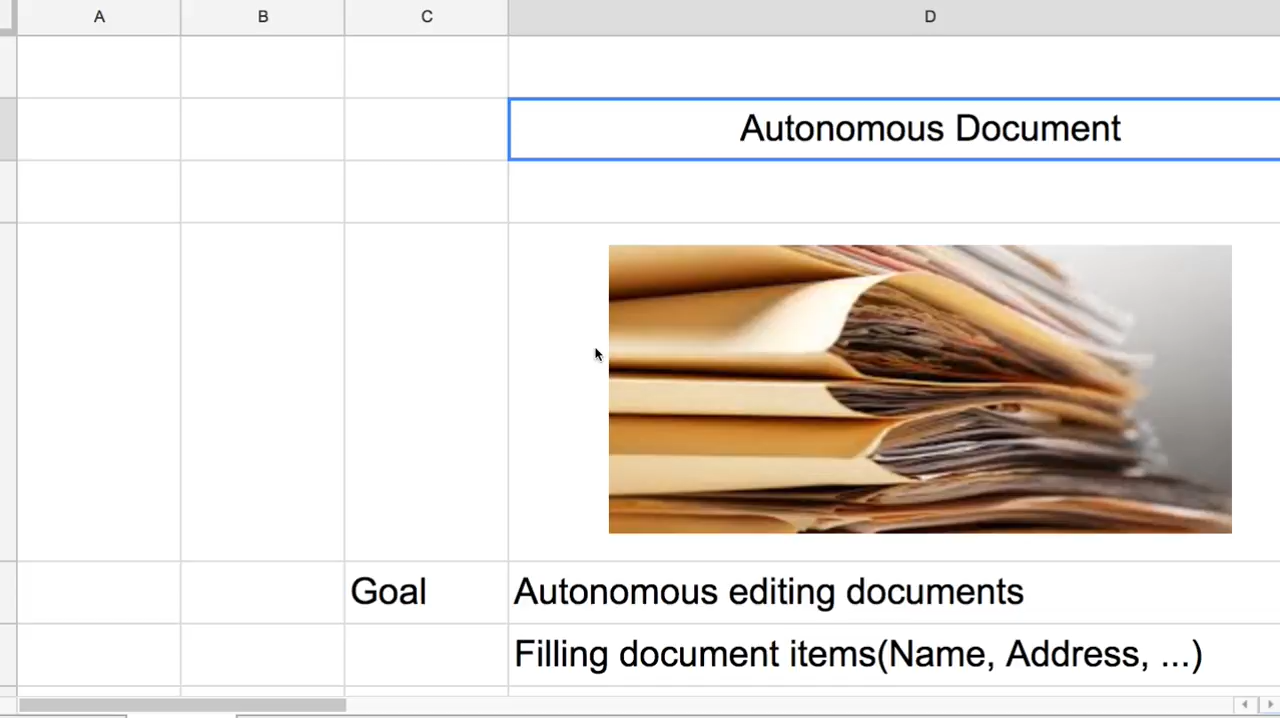 A B C D
Autonomous Document
Goal Autonomous editing documents
Filling document items(Name, Address, ...)